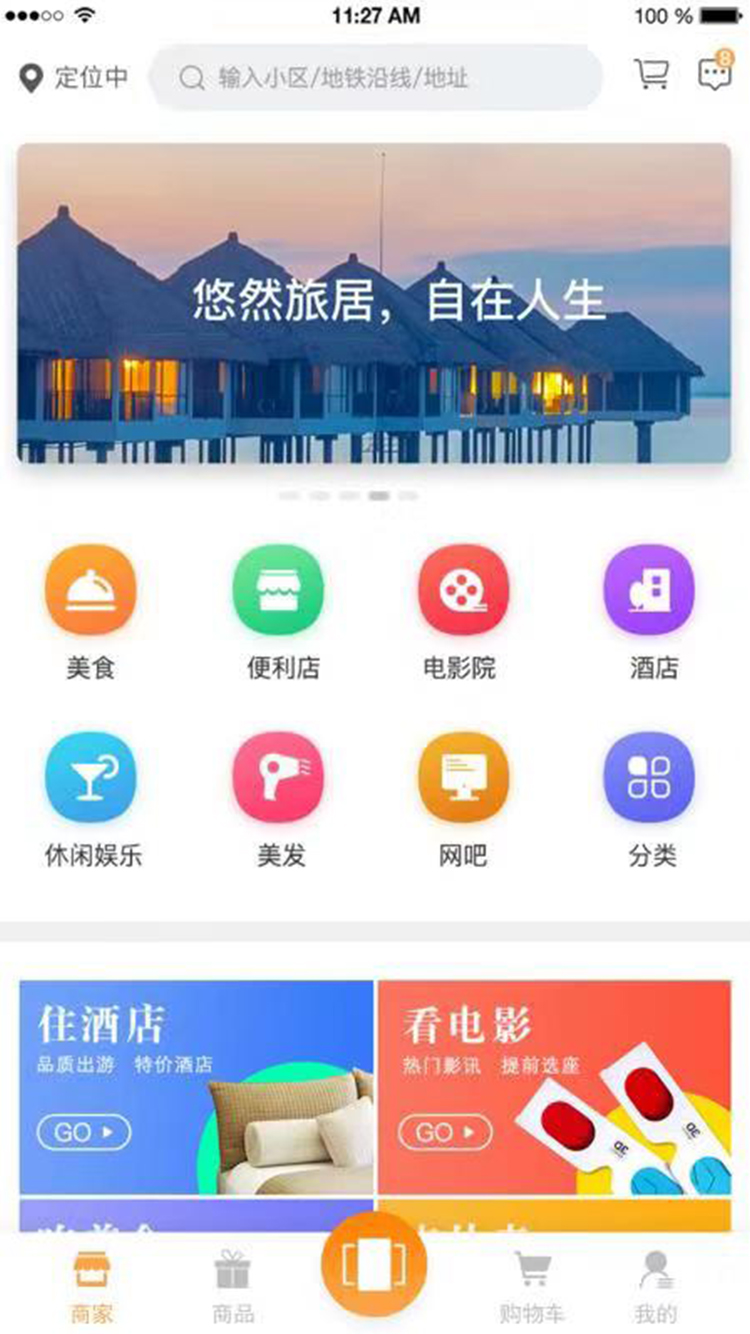 11:27 AM
100 %
定位中
输入小区/地铁沿线/地址
8
悠然旅居，自在人生
美食
便利店
电影院
酒店
休闲娱乐
美发
网吧
分类
住酒店
看电影
品质出游 特价酒店
热门影讯 提前选座
GO
GO
3D
3D
商家
商品
购物车
我的